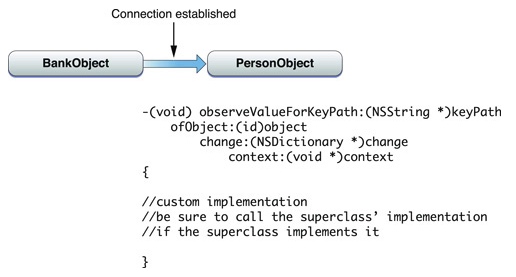 Connection established
BankObject
PersonObject
-(void) observeValueForKeyPath:(NSString *)keyPath
ofObject:(id)object
change:(NSDictionary *)change
context:(void *)context
{
//custom implementation
//be sure to call the superclass’ implementation
//if the superclass implements it
}